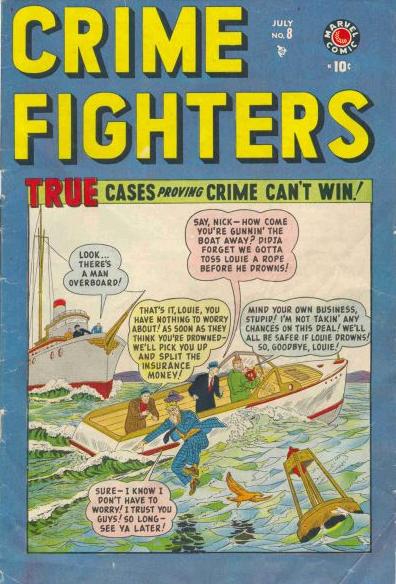 CRIME
FIGHTERS
JULY
NO. 8
MARVEL
COMIC
10¢
TRUE CASES PROVING CRIME CAN'T WIN!
LOOK...
THERE'S
A MAN
OVERBOARD!
SAY, NICK—HOW COME
YOU'RE GUNNIN' THE
BOAT AWAY? DIDJA
FORGET WE GOTTA
TOSS LOUIE A ROPE
BEFORE HE DROWNS!
THAT'S IT, LOUIE, YOU
HAVE NOTHING TO WORRY
ABOUT! AS SOON AS THEY
THINK YOU'RE DROWNED—
WE'LL PICK YOU UP
AND SPLIT THE
INSURANCE
MONEY!
MIND YOUR OWN BUSINESS,
STUPID! I'M NOT TAKIN' ANY
CHANCES ON THIS DEAL! WE'LL
ALL BE SAFER IF LOUIE DROWNS!
SO, GOODBYE, LOUIE!
SURE—I KNOW I
DON'T HAVE TO
WORRY! I TRUST YOU
GUYS! SO LONG—
SEE YA LATER!